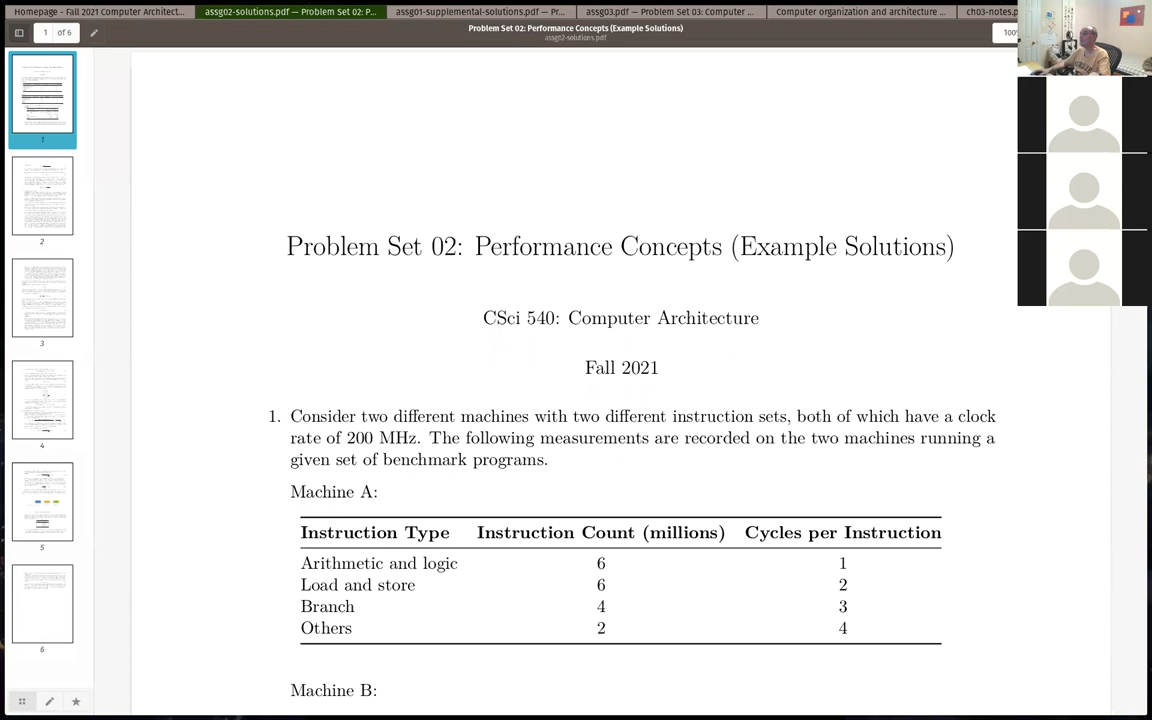 Homepage - Fall 2021 Computer Architect...
assg02-solutions.pdf — Problem Set 02: P...
assg01-supplemental-solutions.pdf — Pr...
assg03.pdf — Problem Set 03: Computer ...
Computer organization and architecture ...
ch03-notes.p
1 of 6
Problem Set 02: Performance Concepts (Example Solutions)
assg02-solutions.pdf
100
1
2
3
4
5
6
Problem Set 02: Performance Concepts (Example Solutions)
CSci 540: Computer Architecture
Fall 2021
1. Consider two different machines with two different instruction sets, both of which have a clock
rate of 200 MHz. The following measurements are recorded on the two machines running a
given set of benchmark programs.
Machine A:
Instruction Type Instruction Count (millions) Cycles per Instruction
Arithmetic and logic 6 1
Load and store 6 2
Branch 4 3
Others 2 4
Machine B: